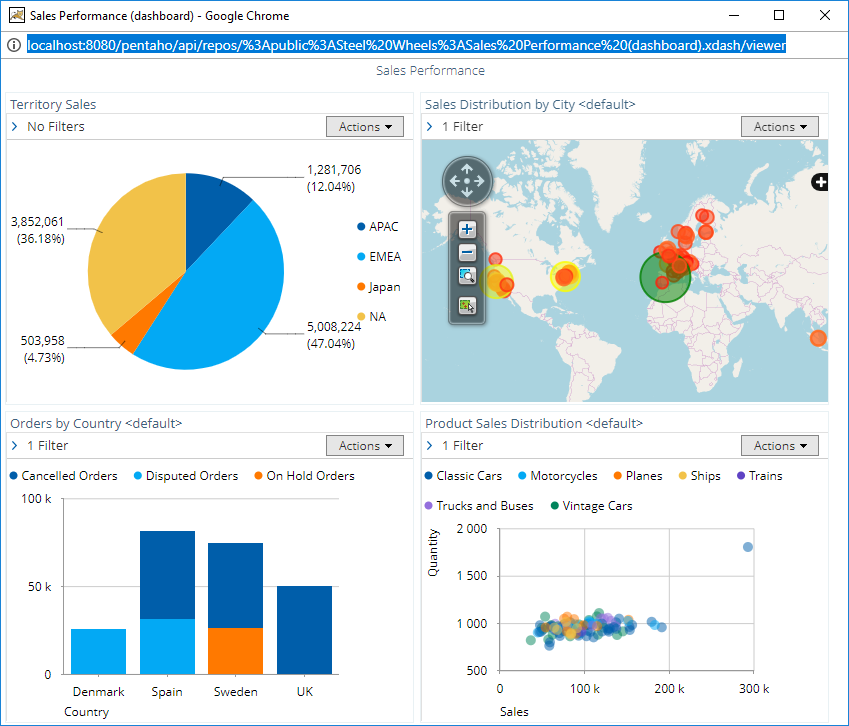 Sales Performance (dashboard) - Google Chrome
localhost:8080/pentaho/api/repos/%3Apublic%3ASteel%20Wheels%3ASales%20Performance%20(dashboard).xdash/viewer
Sales Performance
Territory Sales
No Filters
Actions
1,281,706
(12.04%)
3,852,061
(36.18%)
503,958
(4.73%)
5,008,224
(47.04%)
APAC
EMEA
Japan
NA
Sales Distribution by City <default>
1 Filter
Actions
Orders by Country <default>
1 Filter
Actions
Cancelled Orders Disputed Orders On Hold Orders
100 k
50 k
0
Denmark Spain Sweden UK
Country
Product Sales Distribution <default>
1 Filter
Actions
Classic Cars Motorcycles Planes Ships Trains
Trucks and Buses Vintage Cars
Quantity
2 000
1 500
1 000
500
0 100 k 200 k 300 k
Sales